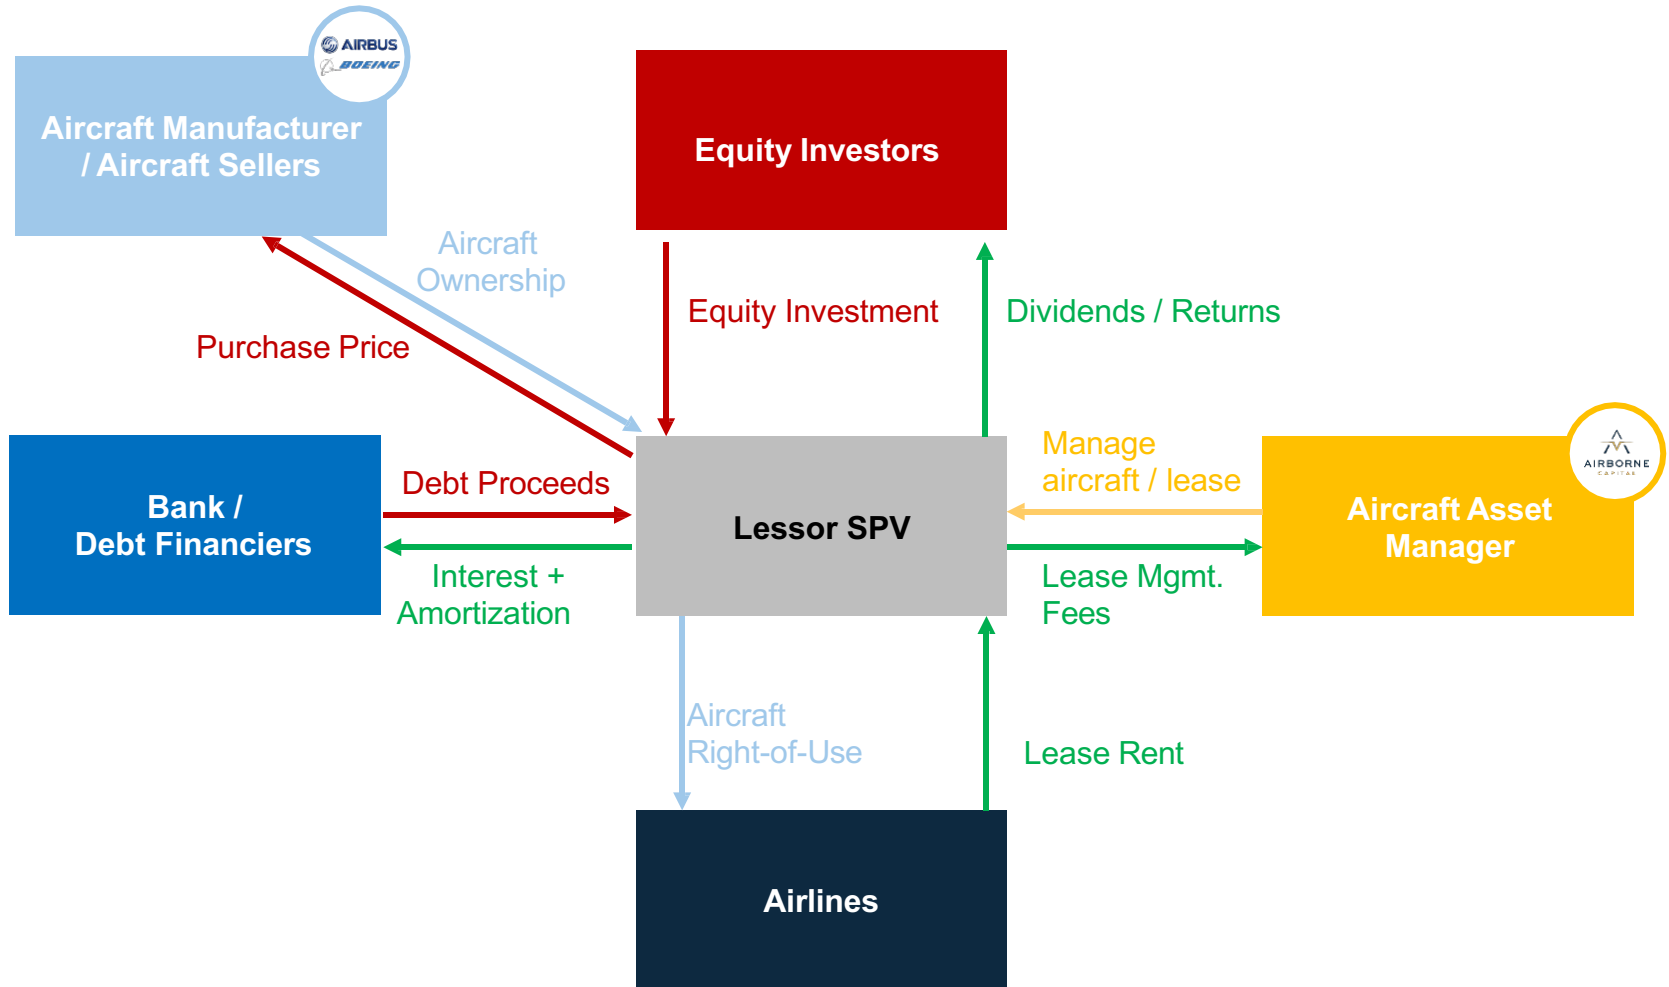 AIRBUS
BOEING
Aircraft Manufacturer
/ Aircraft Sellers
Equity Investors
Aircraft
Ownership
Purchase Price
Equity Investment
Dividends / Returns
Bank /
Debt Financiers
Debt Proceeds
Interest +
Amortization
Lessor SPV
Manage
aircraft / lease
Lease Mgmt.
Fees
AIRBORNE
CAPITAL
Aircraft Asset
Manager
Aircraft
Right-of-Use
Lease Rent
Airlines